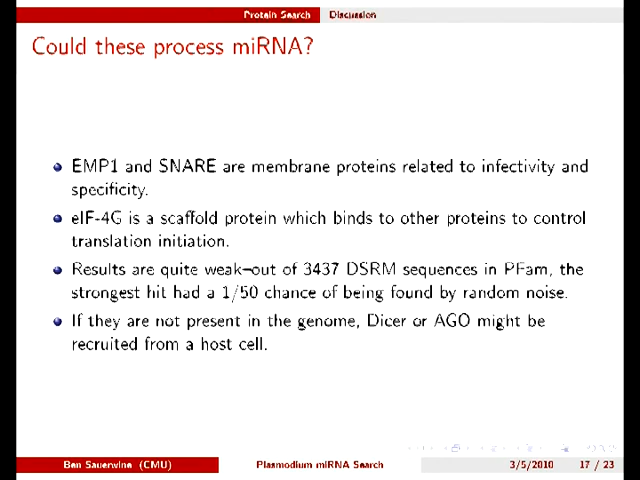 Protein Search Discussion
Could these process miRNA?
EMP1 and SNARE are membrane proteins related to infectivity and
specificity.
eIF-4G is a scaffold protein which binds to other proteins to control
translation initiation.
Results are quite weak–out of 3437 DSRM sequences in PFam, the
strongest hit had a 1/50 chance of being found by random noise.
If they are not present in the genome, Dicer or AGO might be
recruited from a host cell.
Ben Sauerwine (CMU) Plasmodium miRNA Search 3/5/2010 17 / 23